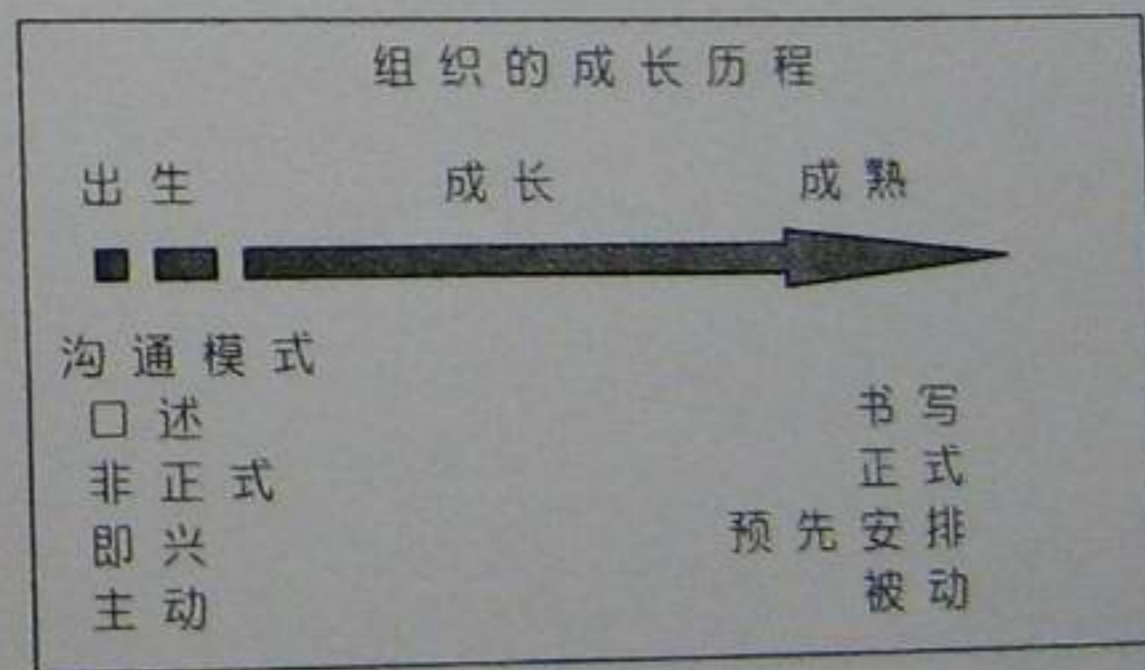 组织的成长历程
出生 成长 成熟
沟通模式
口述 书写
非正式 正式
即兴 预先安排
主动 被动